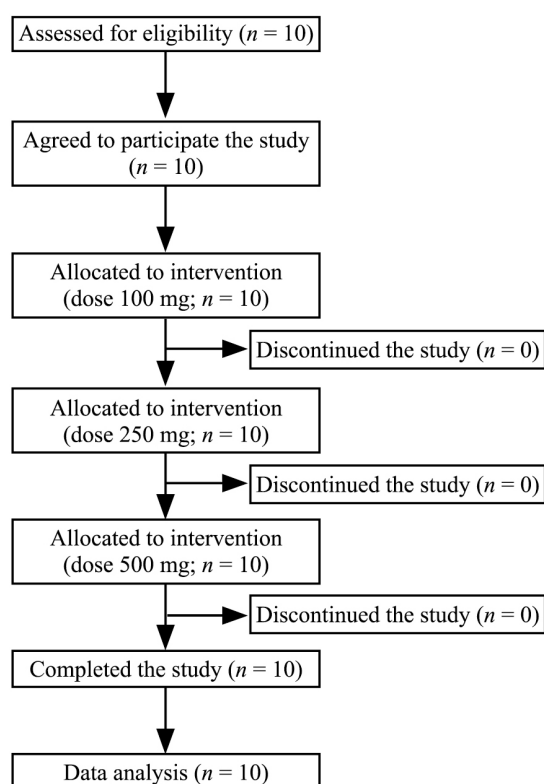 Assessed for eligibility (n = 10)
Agreed to participate the study
(n = 10)
Allocated to intervention
(dose 100 mg; n = 10)
Discontinued the study (n = 0)
Allocated to intervention
(dose 250 mg; n = 10)
Discontinued the study (n = 0)
Allocated to intervention
(dose 500 mg; n = 10)
Discontinued the study (n = 0)
Completed the study (n = 10)
Data analysis (n = 10)